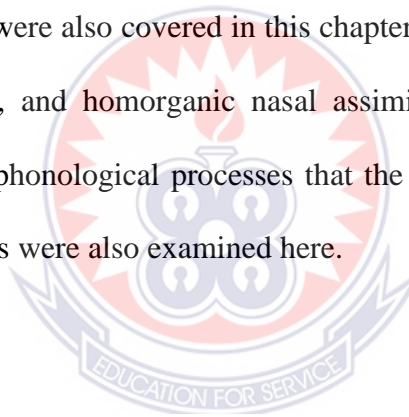 were also covered in this chapter
, and homorganic nasal assimi
phonological processes that the
s were also examined here.
EDUCATION FOR SERVICE